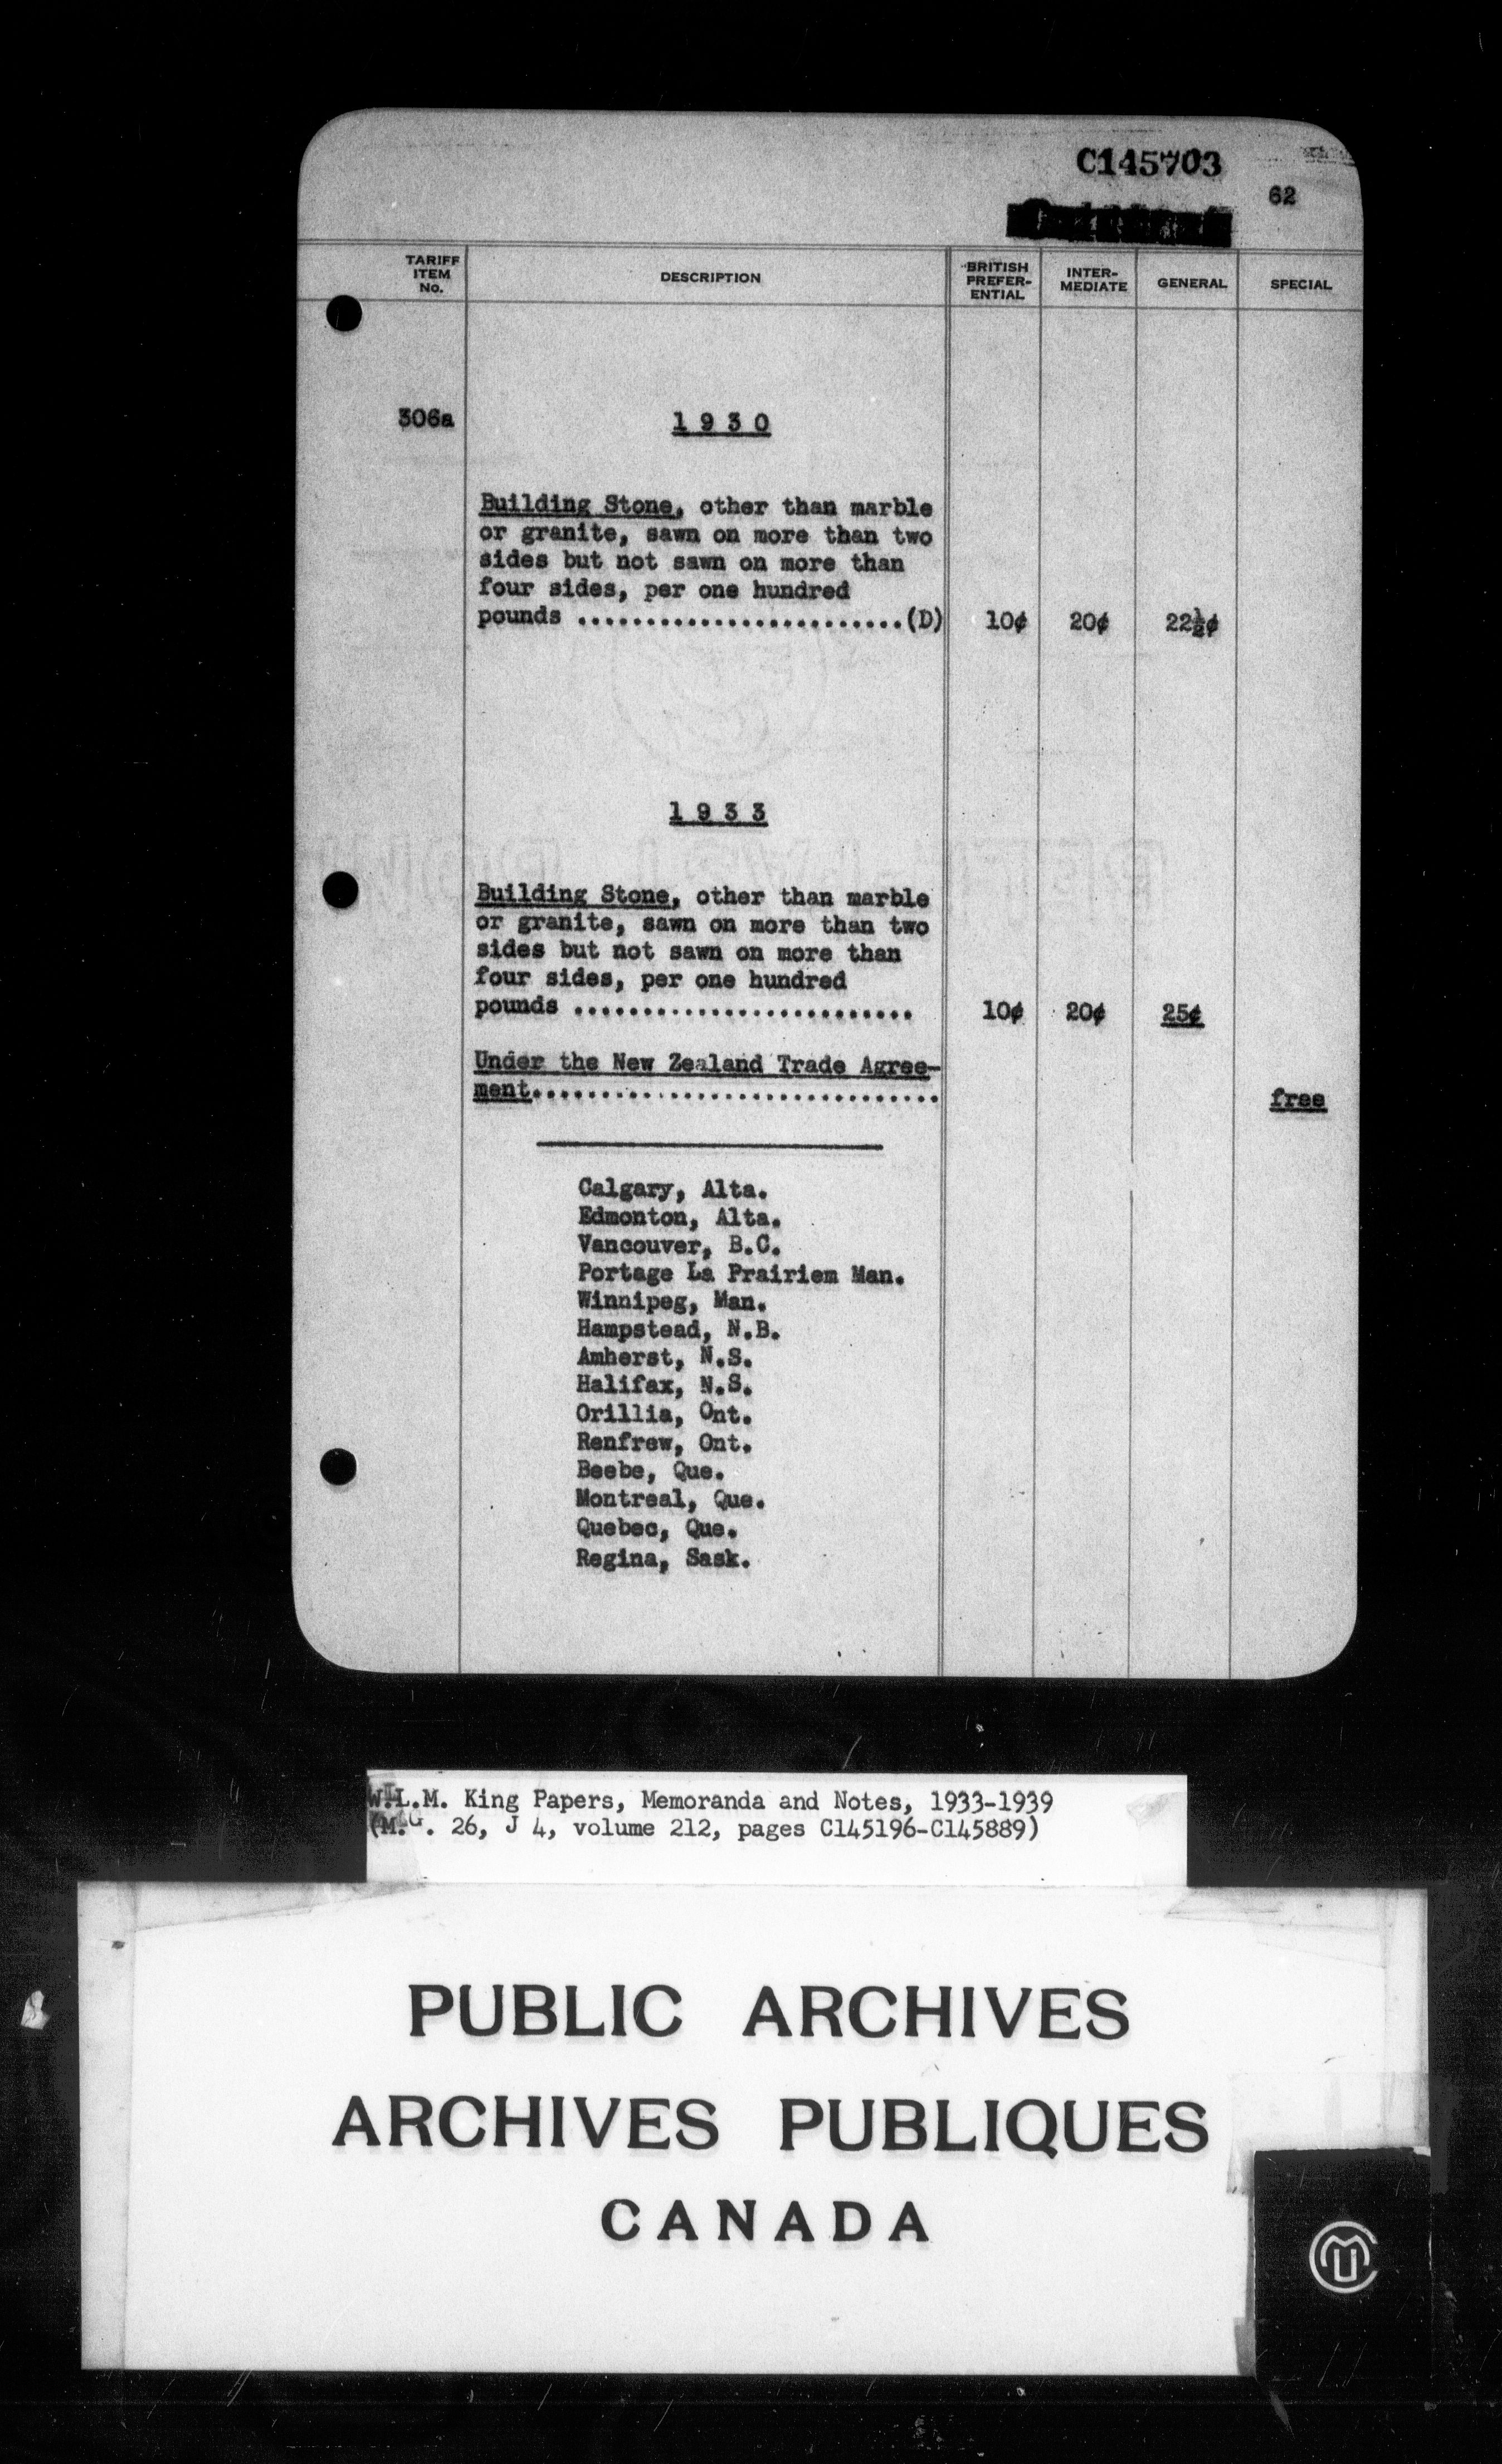 C145703
62
TARIFF ITEM No. DESCRIPTION BRITISH PREFER- ENTIAL INTER- MEDIATE GENERAL SPECIAL
306a 1 9 3 0
Building Stone, other than marble
or granite, sawn on more than two
sides but not sawn on more than
four sides, per one hundred
pounds ........................(D) 10¢ 20¢ 22½¢
1 9 3 3
Building Stone, other than marble
or granite, sawn on more than two
sides but not sawn on more than
four sides, per one hundred
pounds ......................... 10¢ 20¢ 25¢
Under the New Zealand Trade Agree-
ment.............................. free
Calgary, Alta.
Edmonton, Alta.
Vancouver, B.C.
Portage La Prairiem Man.
Winnipeg, Man.
Hampstead, N.B.
Amherst, N.S.
Halifax, N.S.
Orillia, Ont.
Renfrew, Ont.
Beebe, Que.
Montreal, Que.
Quebec, Que.
Regina, Sask.
W.L.M. King Papers, Memoranda and Notes, 1933-1939
(M.G. 26, J 4, volume 212, pages C145196-C145889)
PUBLIC ARCHIVES
ARCHIVES PUBLIQUES
CANADA